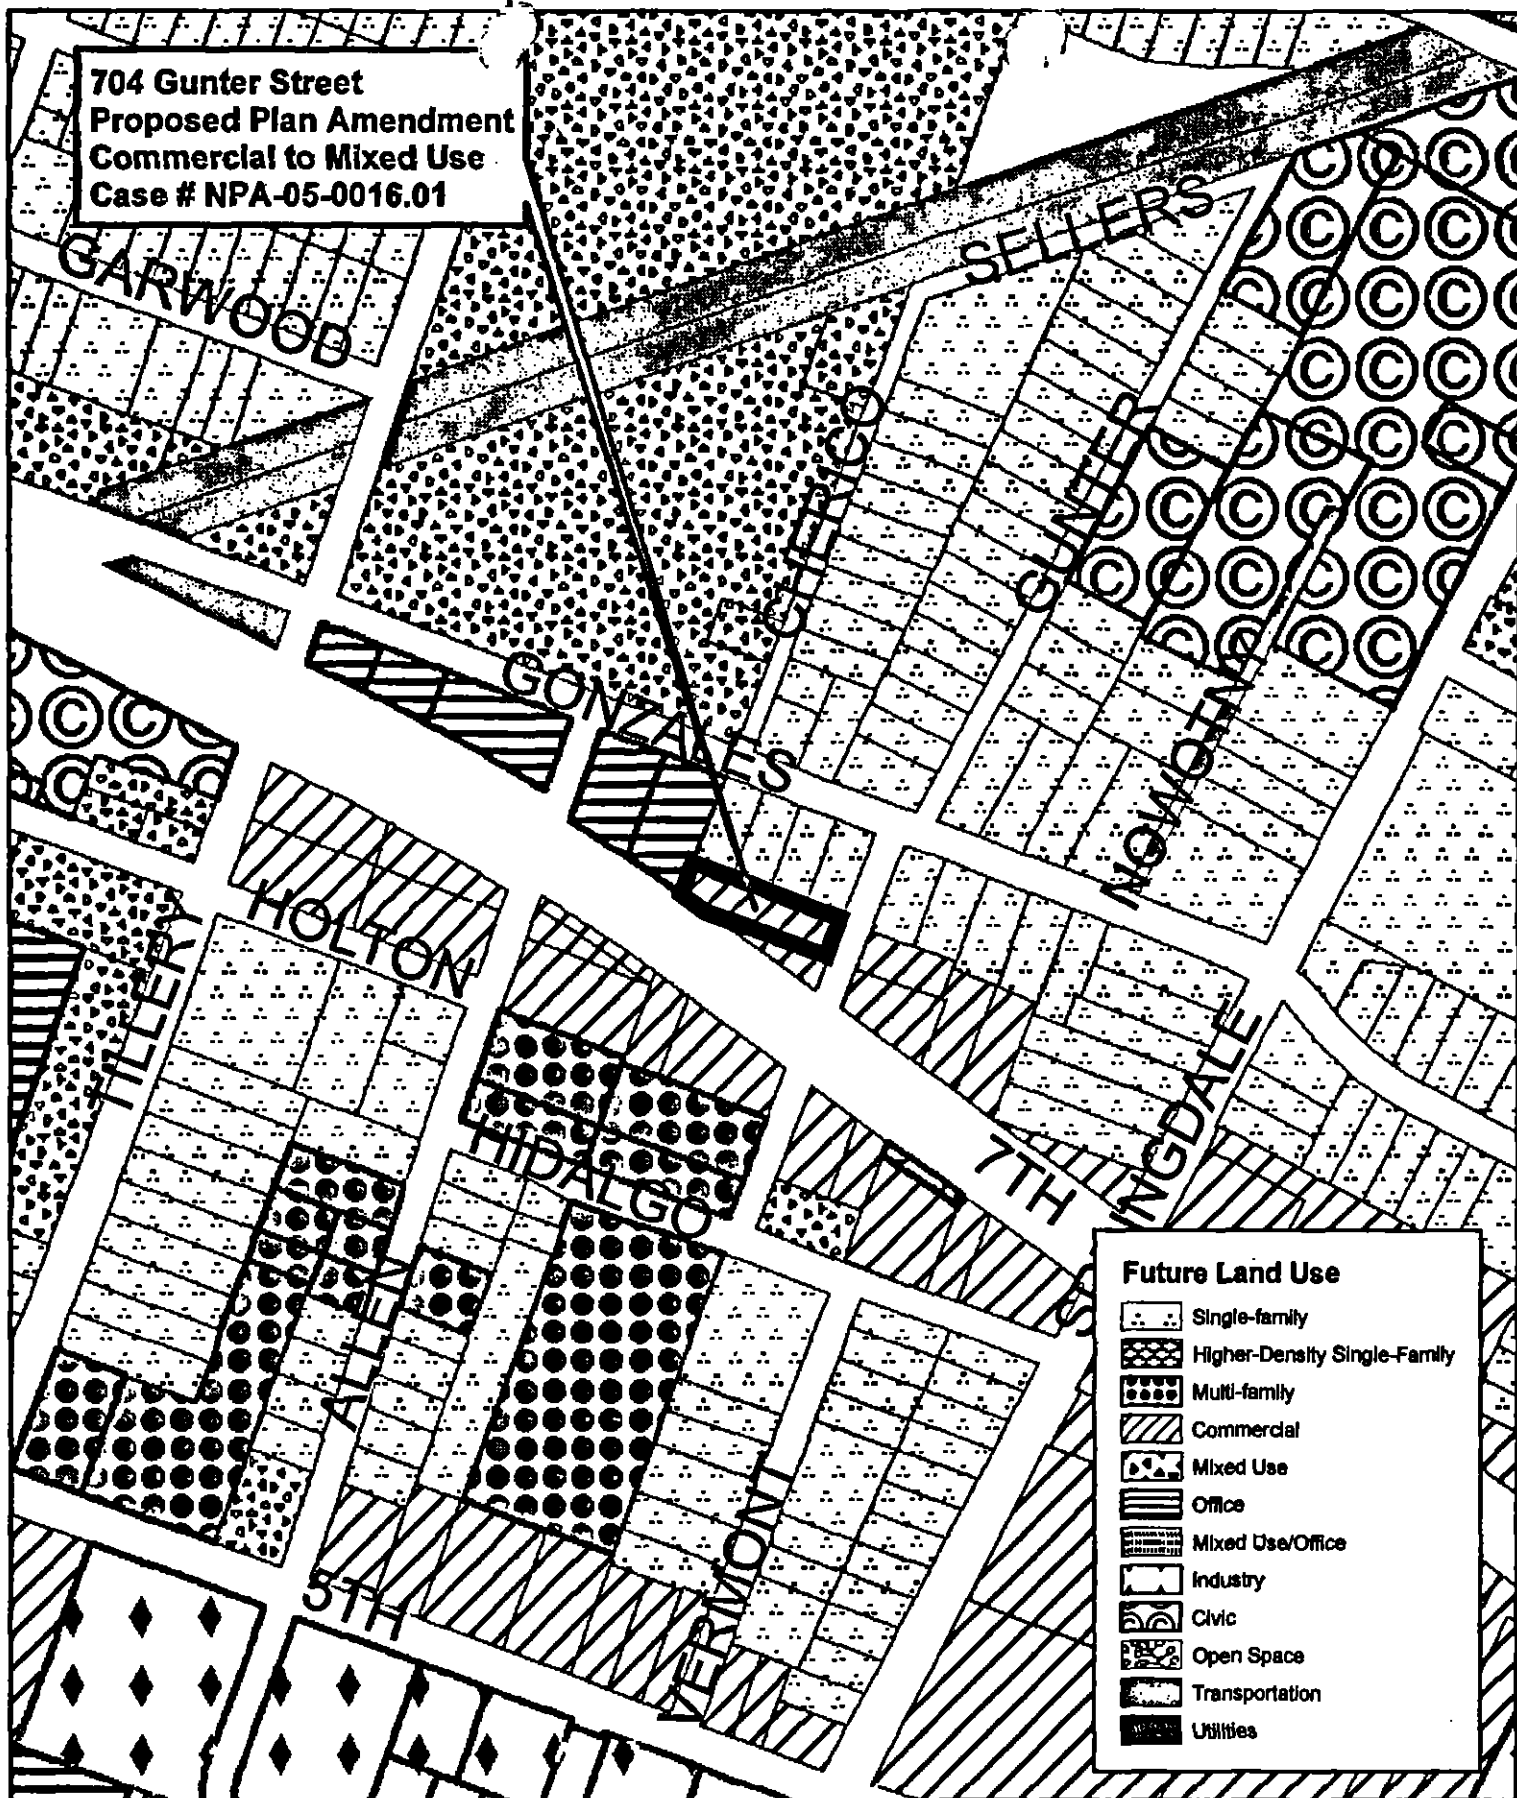 704 Gunter Street
Proposed Plan Amendment
Commercial to Mixed Use
Case # NPA-05-0016.01
GARWOOD
SELLERS
CHERICO
GUNTER
GONZALES
NOWOTNY
TILLERY
HOLTON
HIDALGO
7TH
ALLEN
VERMONT
5TH
Future Land Use
Single-family
Higher-Density Single-Family
Multi-family
Commercial
Mixed Use
Office
Mixed Use/Office
Industry
Civic
Open Space
Transportation
Utilities